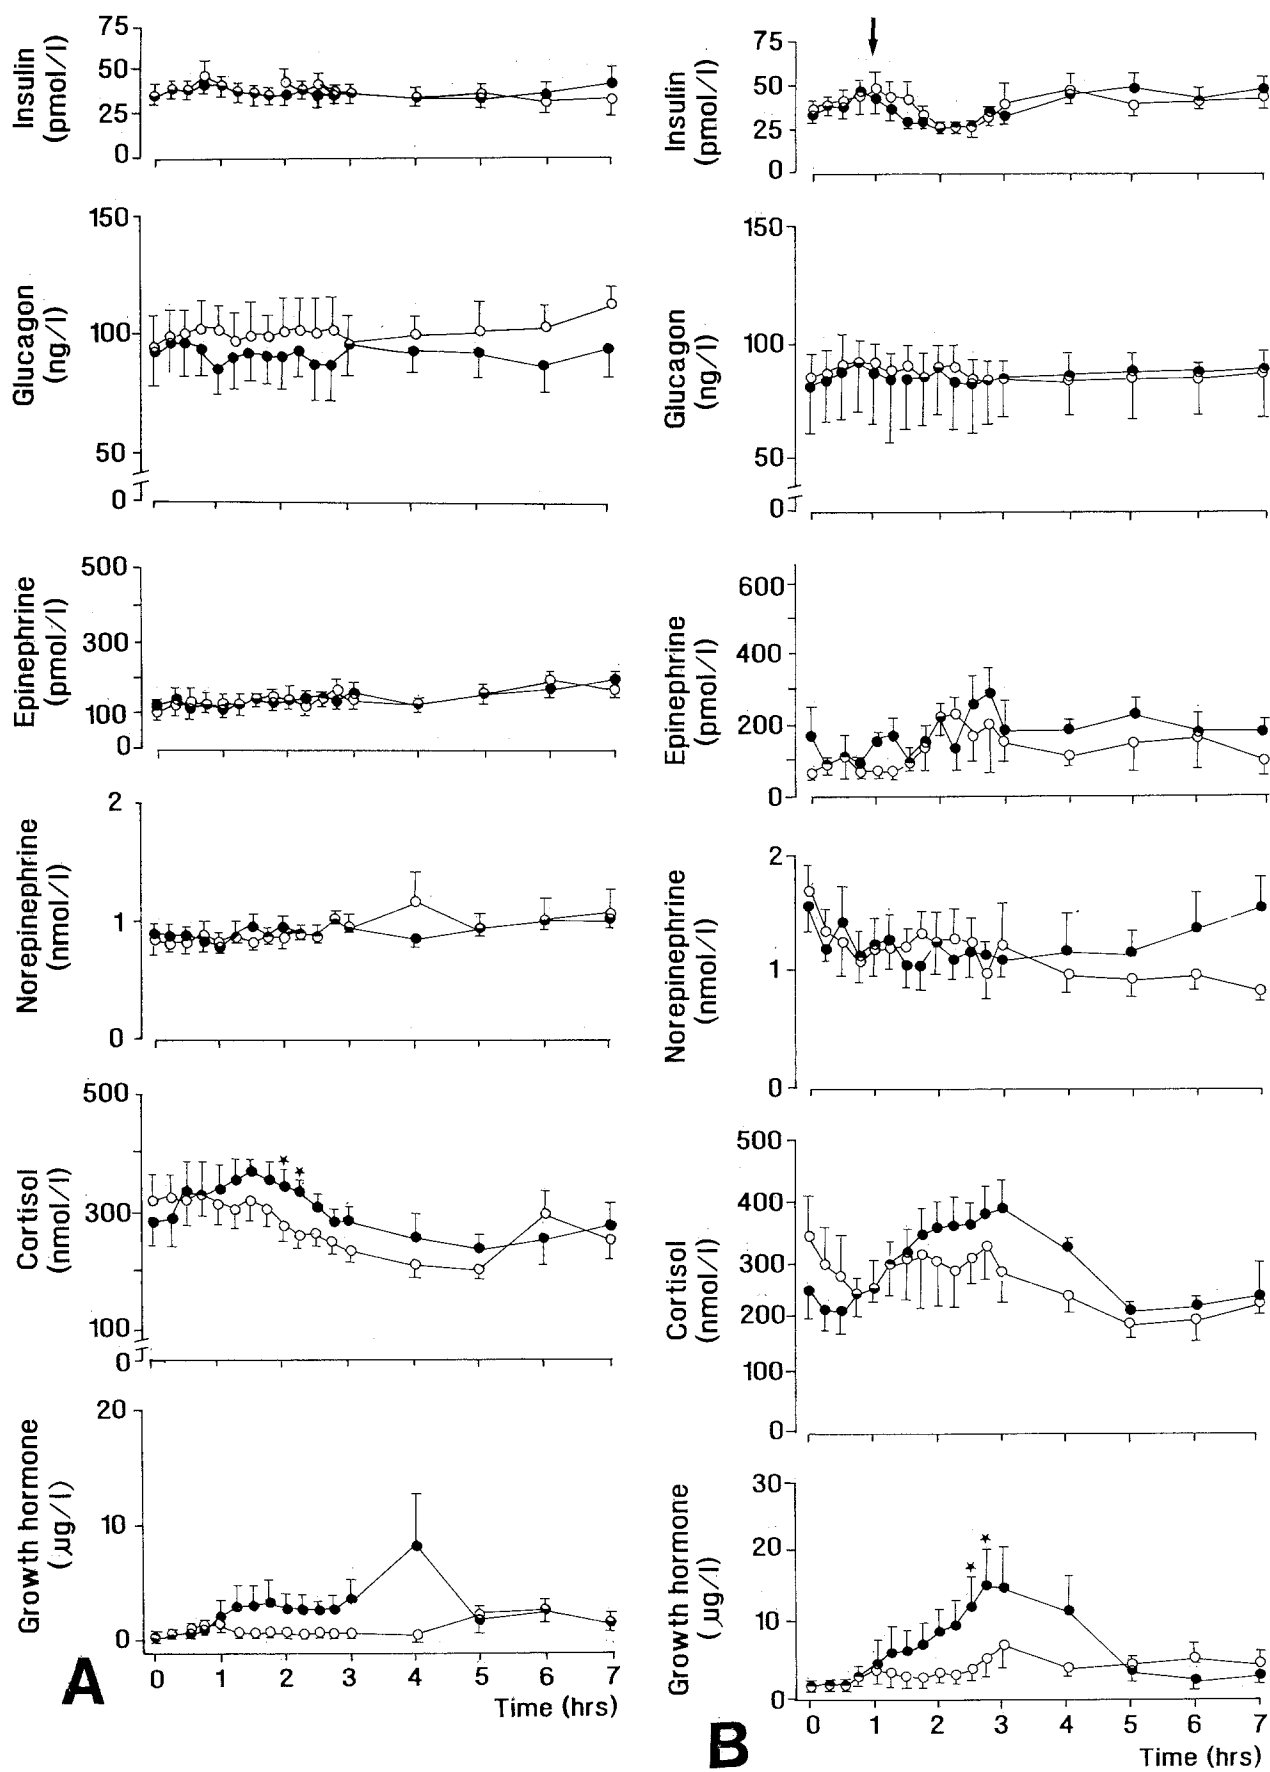 Insulin
(pmol/l)
75
50
25
0
Glucagon
(ng/l)
150
100
50
0
Epinephrine
(pmol/l)
500
300
100
0
Norepinephrine
(nmol/l)
2
1
0
Cortisol
(nmol/l)
500
300
100
0
Growth hormone
(µg/l)
20
10
0
0 1 2 3 4 5 6 7
Time (hrs)
A
Insulin
(pmol/l)
75
50
25
0
Glucagon
(ng/l)
150
100
50
0
Epinephrine
(pmol/l)
600
400
200
0
Norepinephrine
(nmol/l)
2
1
0
Cortisol
(nmol/l)
500
400
300
200
100
0
Growth hormone
(µg/l)
30
20
10
0
0 1 2 3 4 5 6 7
Time (hrs)
B